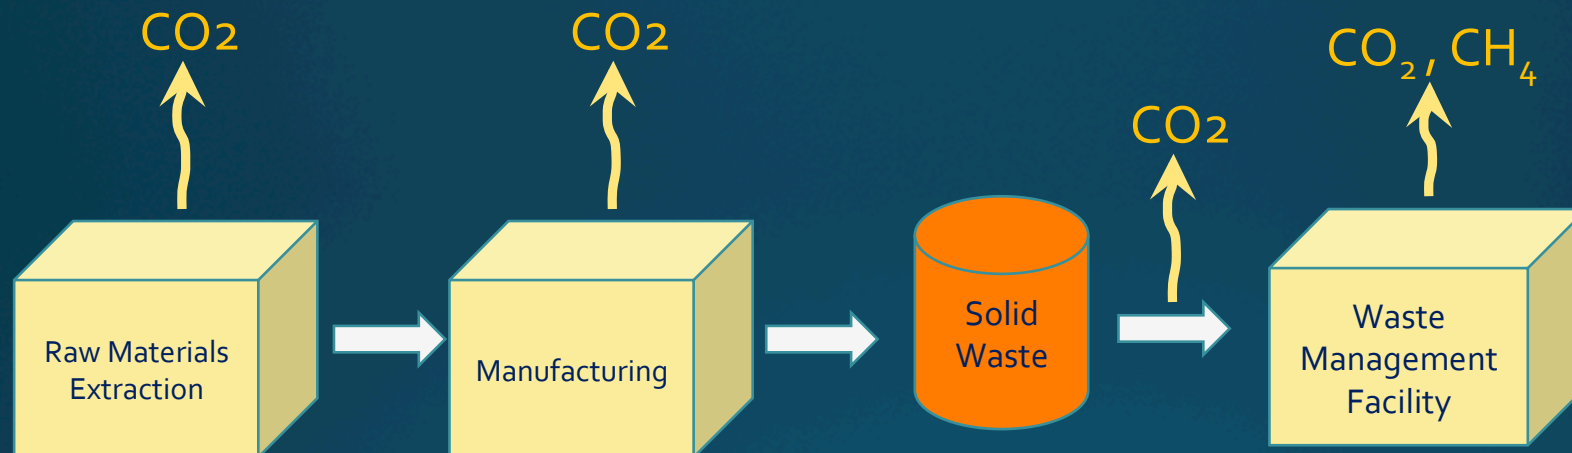 CO2
CO2
CO2
CO₂, CH₄
Raw Materials
Extraction
Manufacturing
Solid
Waste
Waste
Management
Facility